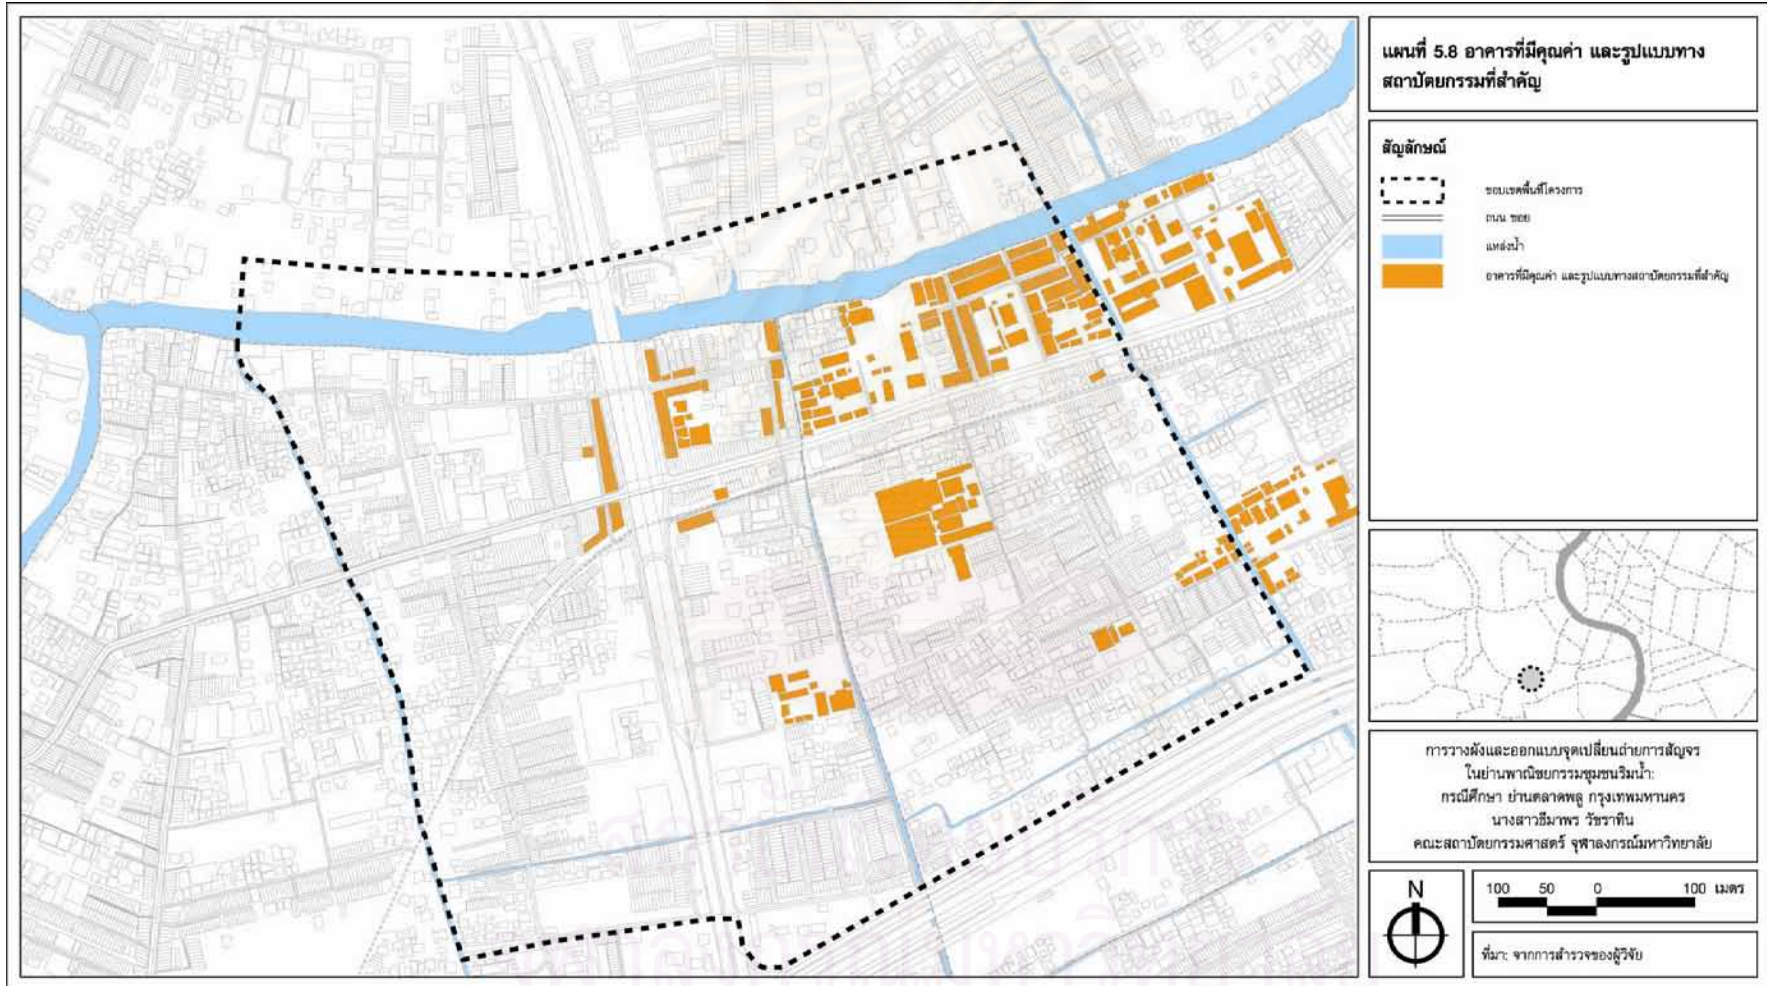 แผนที่ 5.8 อาคารที่มีคุณค่า และรูปแบบทาง
สถาปัตยกรรมที่สำคัญ
สัญลักษณ์
ขอบเขตพื้นที่โครงการ
ถนน ซอย
แหล่งน้ำ
อาคารที่มีคุณค่า และรูปแบบทางสถาปัตยกรรมที่สำคัญ
การวางผังและออกแบบจุดเปลี่ยนถ่ายการสัญจร
ในย่านพาณิชยกรรมชุมชนริมน้ำ:
กรณีศึกษา ย่านตลาดพลู กรุงเทพมหานคร
นางสาวธีมาพร วัชราทิน
คณะสถาปัตยกรรมศาสตร์ จุฬาลงกรณ์มหาวิทยาลัย
N
100 50 0 100 เมตร
ที่มา: จากการสำรวจของผู้วิจัย